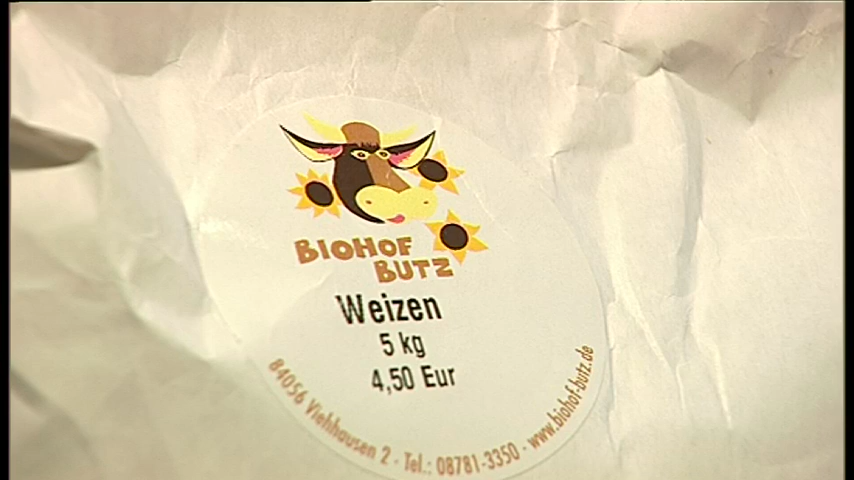 BIOHOF
BUTZ
Weizen
5 kg
4,50 Eur
84056 Viehhausen 2 - Tel.: 08781-3350 - www.biohof-butz.de